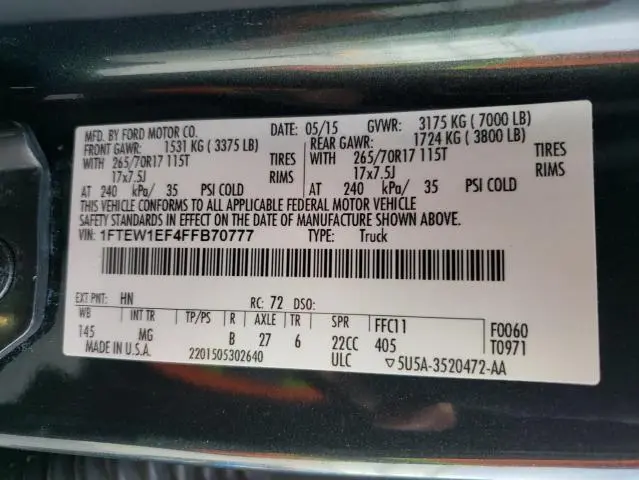 MFD. BY FORD MOTOR CO. DATE: 05/15 GVWR: 3175 KG ( 7000 LB)
FRONT GAWR: 1531 KG ( 3375 LB) REAR GAWR: 1724 KG ( 3800 LB)
WITH 265/70R17 115T TIRES WITH 265/70R17 115T TIRES
17x7.5J RIMS 17x7.5J RIMS
AT 240 kPa/ 35 PSI COLD AT 240 kPa/ 35 PSI COLD
THIS VEHICLE CONFORMS TO ALL APPLICABLE FEDERAL MOTOR VEHICLE
SAFETY STANDARDS IN EFFECT ON THE DATE OF MANUFACTURE SHOWN ABOVE.
VIN: 1FTEW1EF4FFB70777 TYPE: Truck
EXT PNT: HN RC: 72 DSO:
WB INT TR TP/PS R AXLE TR SPR FFC11 F0060
145 MG B 27 6 22CC 405 T0971
MADE IN U.S.A. 2201505302640 ULC ▽5U5A-3520472-AA